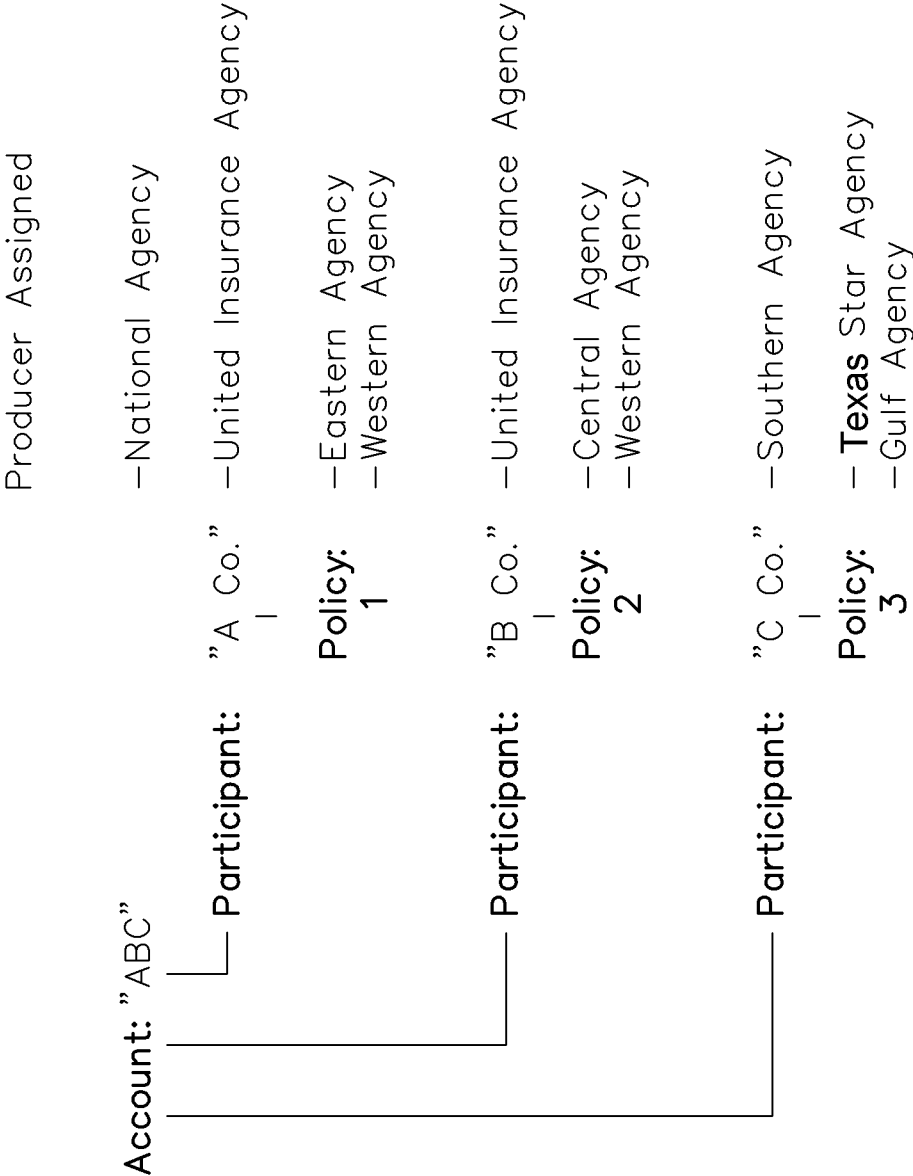 Producer Assigned
Account: "ABC" –National Agency
Participant: "A Co." –United Insurance Agency
Policy: –Eastern Agency
1 –Western Agency
Participant: "B Co." –United Insurance Agency
Policy: –Central Agency
2 –Western Agency
Participant: "C Co." –Southern Agency
Policy: – Texas Star Agency
3 –Gulf Agency